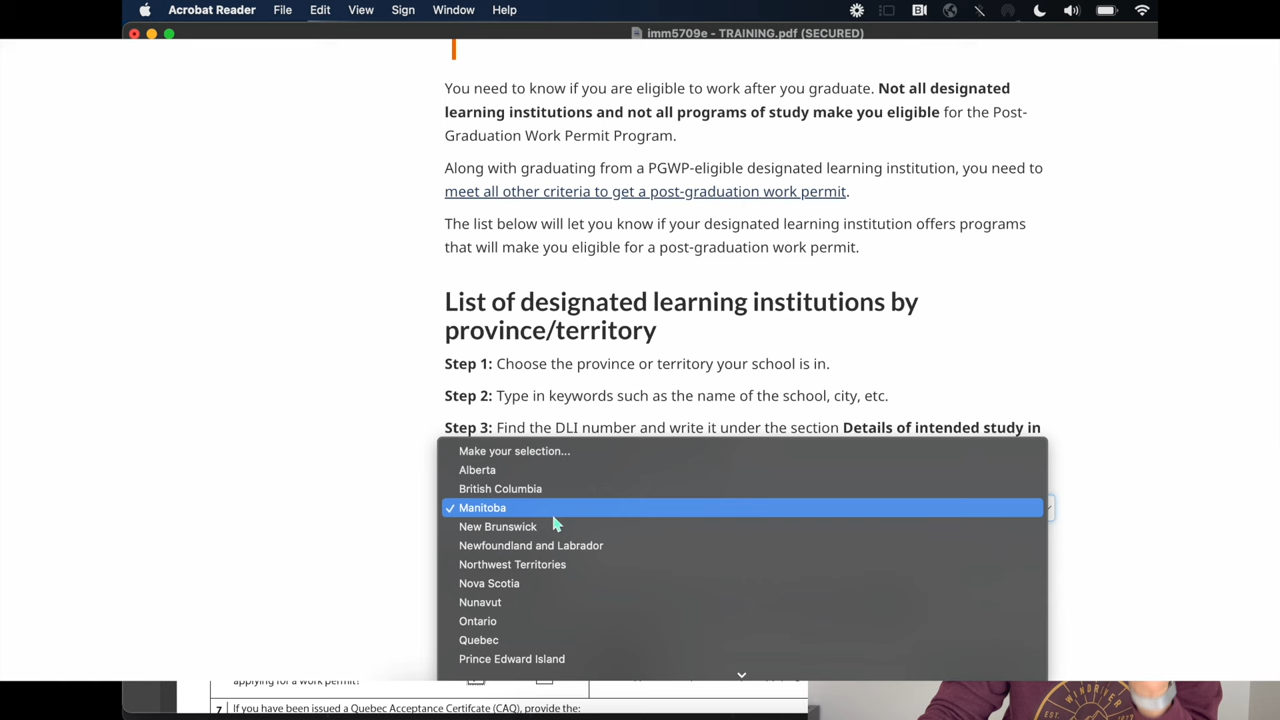 Acrobat Reader File Edit Quebec Sign Window Help
imm5709e - TRAINING.pdf (SECURED)
You need to know if you are eligible to work after you graduate. Not all designated
learning institutions and not all programs of study make you eligible for the Post-
Graduation Work Permit Program.
Along with graduating from a PGWP-eligible designated learning institution, you need to
meet all other criteria to get a post-graduation work permit.
The list below will let you know if your designated learning institution offers programs
that will make you eligible for a post-graduation work permit.
List of designated learning institutions by
province/territory
Step 1: Choose the province or territory your school is in.
Step 2: Type in keywords such as the name of the school, city, etc.
Step 3: Find the DLI number and write it under the section Details of intended study in
Make your selection...
Alberta
British Columbia
Manitoba
New Brunswick
Newfoundland and Labrador
Northwest Territories
Nova Scotia
Nunavut
Ontario
Quebec
Prince Edward Island
applying for a work permit?
7 If you have been issued a Quebec Acceptance Certifcate (CAQ), provide the: